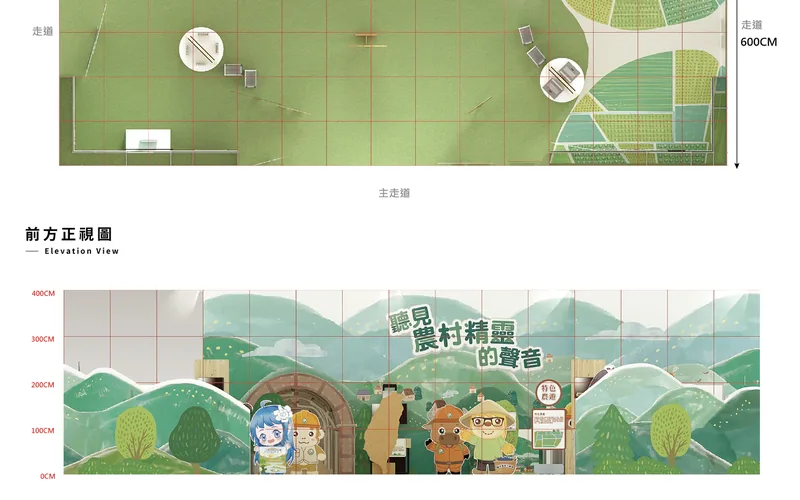 走道
走道
600CM
主走道
前方正視圖
Elevation View
400CM
300CM
200CM
100CM
0CM
聽見
農村精靈
的聲音
特色
農遊